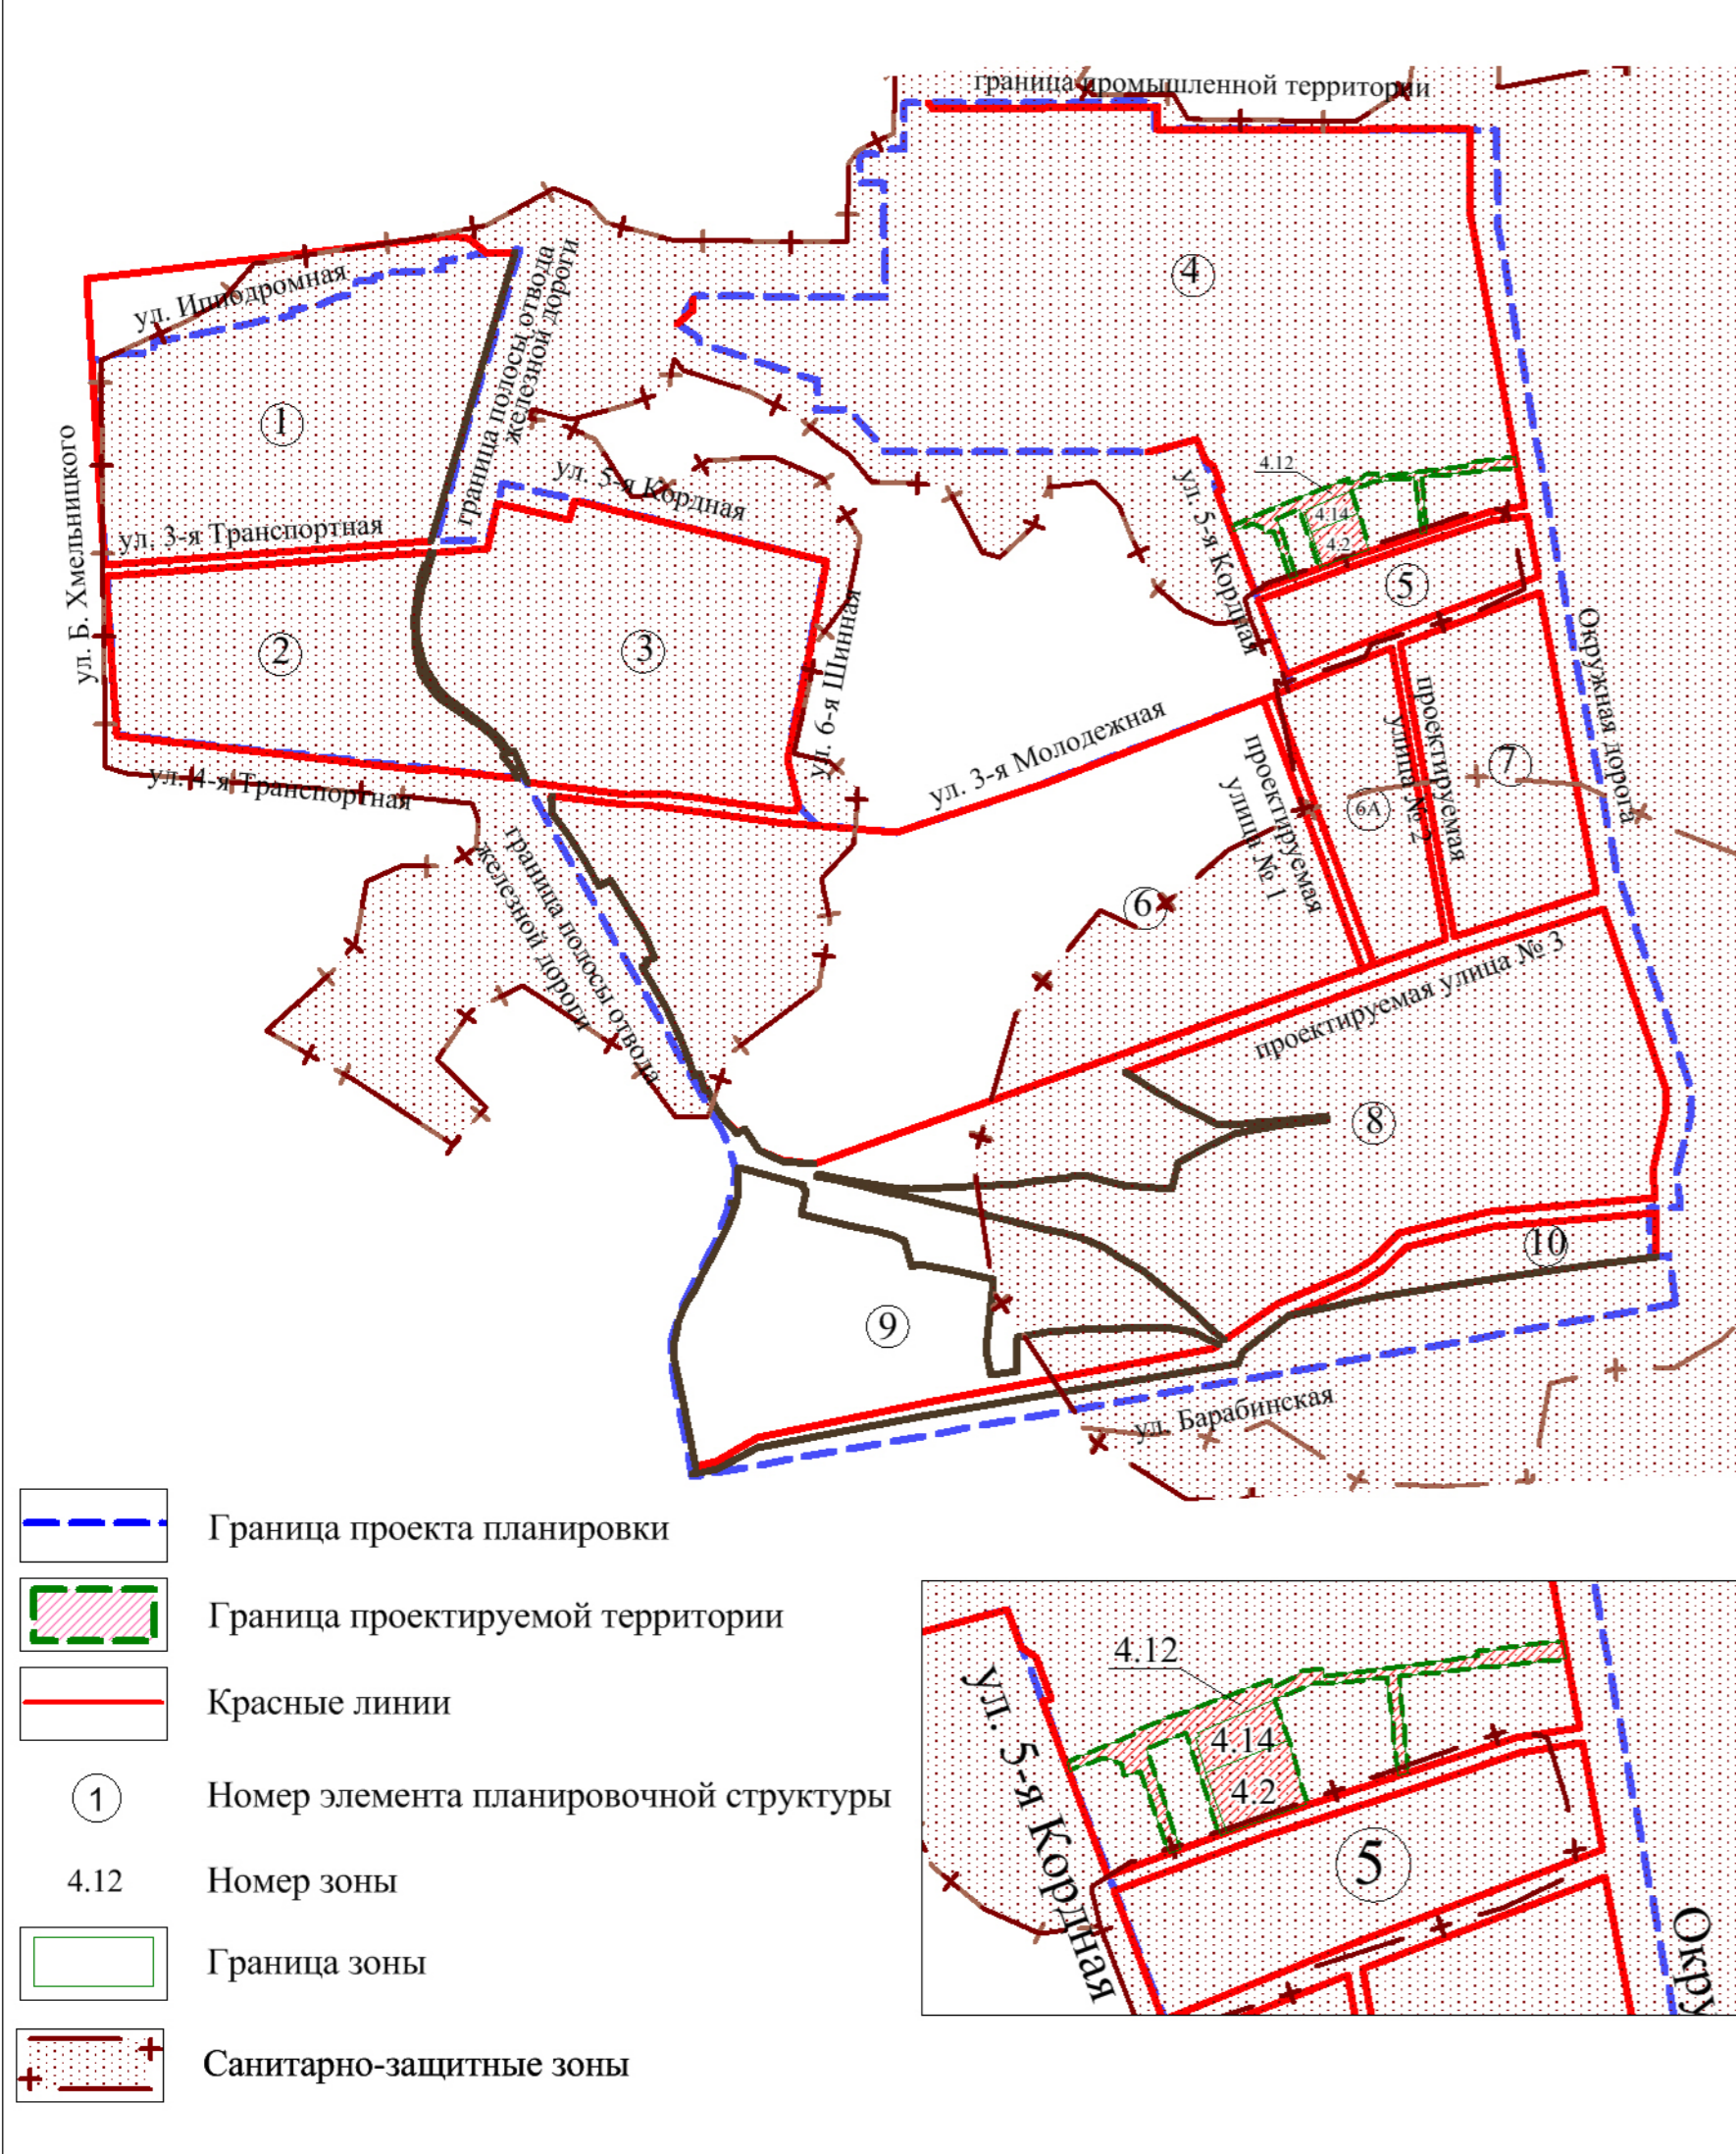 граница промышленной территории
4
ул. Ипподромная
граница полосы отвода
железной дороги
1
ул. Б. Хмельницкого
ул. 5-я Кордная
ул. 3-я Транспортная
4.12
4.14
4.2
ул. 5-я Кордная
5
2
3
ул. 6-я Шинная
Окружная дорога
ул. 3-я Молодежная
проектируемая
улица № 1
проектируемая
улица № 2
7
6А
ул. 4-я Транспортная
граница полосы отвода
железной дороги
6
проектируемая улица № 3
8
10
9
ул. Барабинская
Граница проекта планировки
Граница проектируемой территории
Красные линии
1
Номер элемента планировочной структуры
4.12
Номер зоны
Граница зоны
Санитарно-защитные зоны
4.12
4.14
4.2
ул. 5-я Кордная
5
Окру